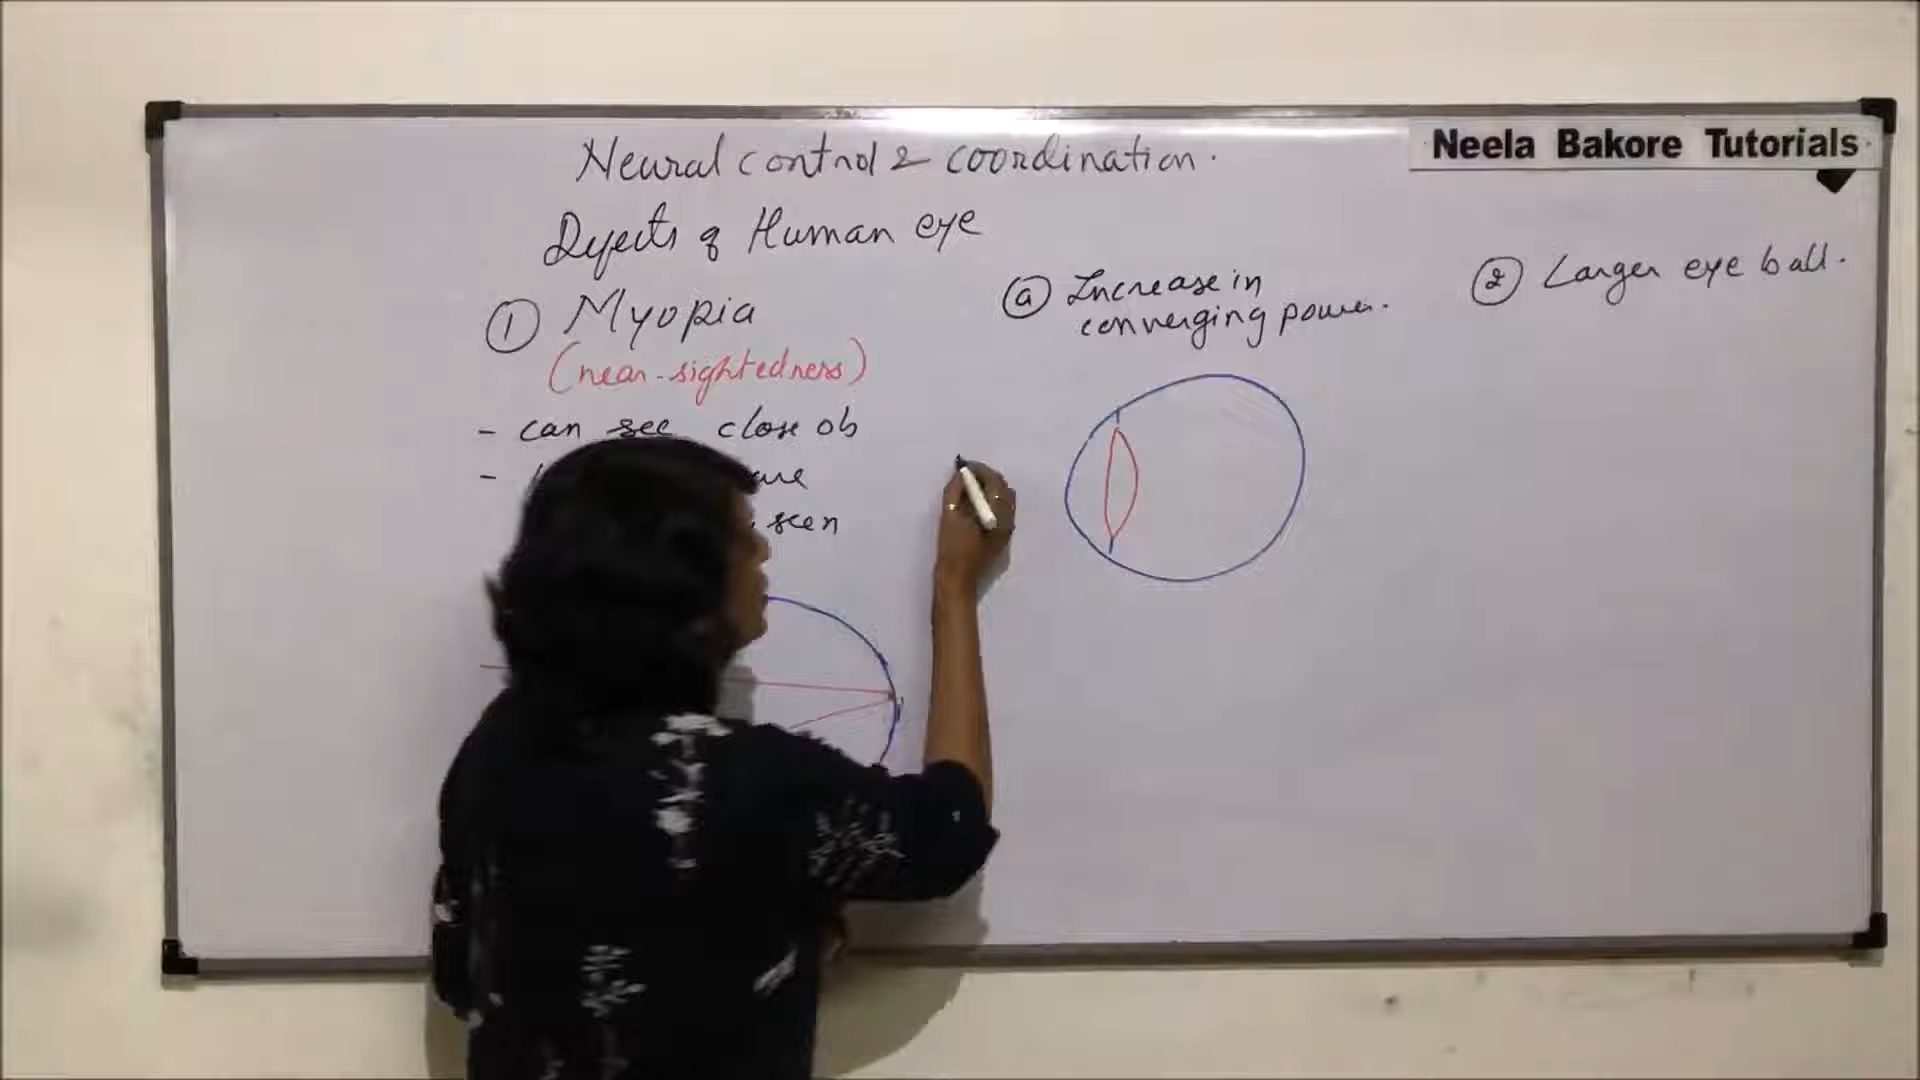 Neural control & coordination.
Neela Bakore Tutorials
Defects of Human eye
① Myopia
(near-sightedness)
- can see close ob
-
seen
ⓐ Increase in
converging power.
② Larger eye ball.